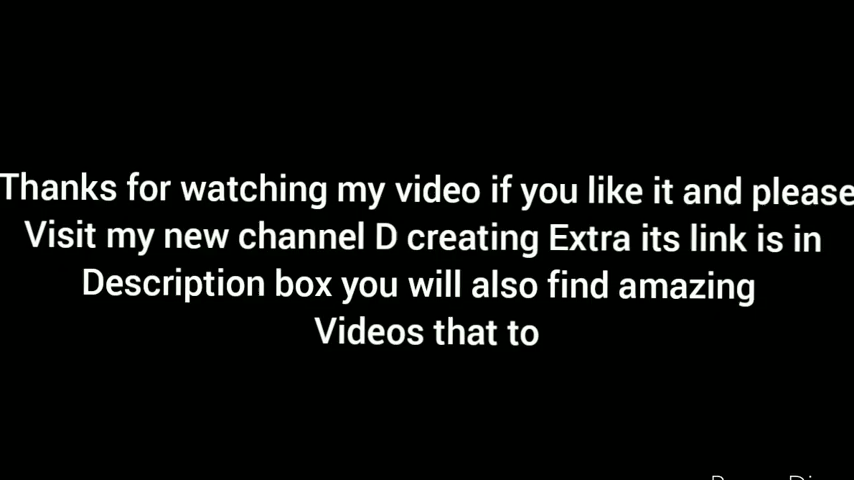 Thanks for watching my video if you like it and please
Visit my new channel D creating Extra its link is in
Description box you will also find amazing
Videos that to